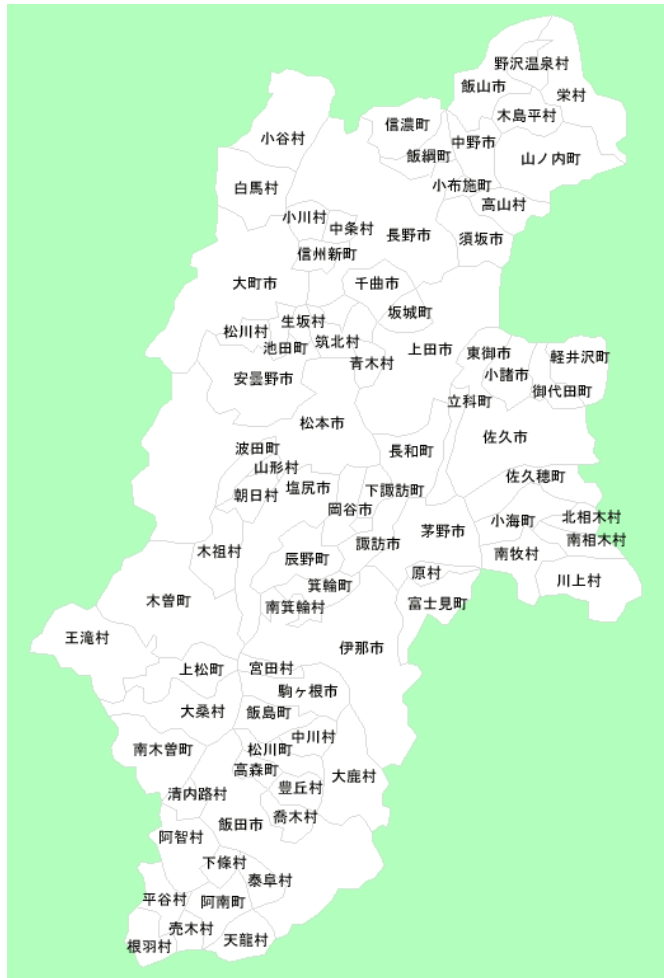 野沢温泉村
飯山市
栄村
木島平村
信濃町
小谷村
中野市
飯綱町
山ノ内町
白馬村
小布施町
高山村
小川村
中条村
長野市
須坂市
信州新町
大町市
千曲市
坂城町
生坂村
松川村
筑北村
池田町
上田市
東御市
軽井沢町
青木村
小諸市
安曇野市
御代田町
立科町
松本市
佐久市
波田町
長和町
山形村
佐久穂町
塩尻市
下諏訪町
朝日村
岡谷市
北相木村
小海町
茅野市
南相木村
諏訪市
木祖村
南牧村
辰野町
原村
川上村
箕輪町
木曽町
富士見町
南箕輪村
王滝村
伊那市
上松町
宮田村
駒ヶ根市
大桑村
飯島町
中川村
南木曽町
松川町
高森町
大鹿村
豊丘村
清内路村
喬木村
飯田市
阿智村
下條村
泰阜村
平谷村
阿南町
売木村
天龍村
根羽村